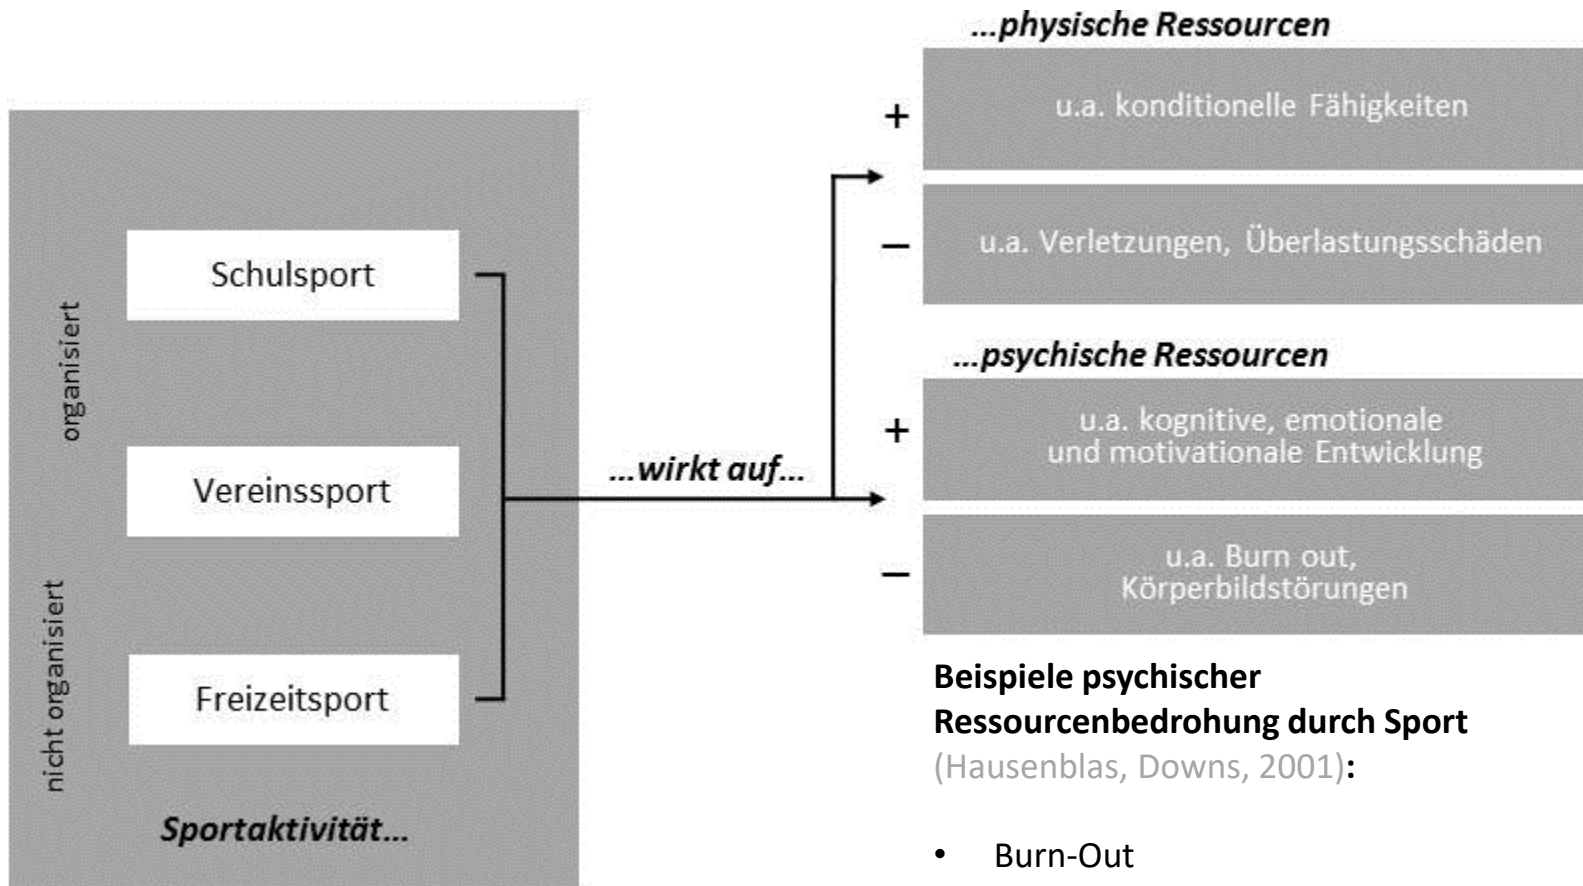 organisiert
nicht organisiert
Schulsport
Vereinssport
Freizeitsport
Sportaktivität...
...wirkt auf...
...physische Ressourcen
+
u.a. konditionelle Fähigkeiten
–
u.a. Verletzungen, Überlastungsschäden
...psychische Ressourcen
+
u.a. kognitive, emotionale
und motivationale Entwicklung
–
u.a. Burn out,
Körperbildstörungen
Beispiele psychischer
Ressourcenbedrohung durch Sport
(Hausenblas, Downs, 2001):
• Burn-Out